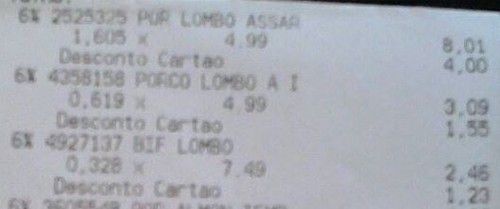 6% 2525325 POR LOMBO ASSAR
1,605 x 4.99 8,01
Desconto Cartao 4,00
6% 4358158 PORCO LOMBO A I
0,619 x 4.99 3,09
Desconto Cartao 1,55
6% 4927137 BIF LOMBO
0,328 x 7.49 2,46
Desconto Cartao 1,23
6%